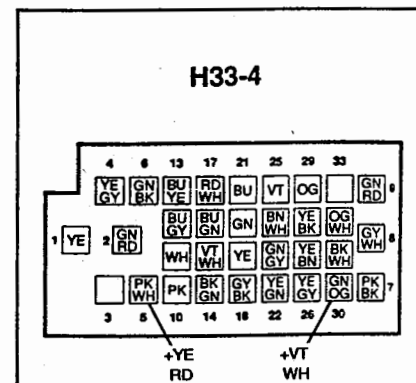 H33-4
4 6 13 17 21 25 29 33
YE GN BU RD BU VT OG GN 9
GY BK YE WH RD
BU BU GN BN YE OG
GY GN WH BK WH
1 YE 2 GN GY 8
RD WH
WH VT YE GN YE BK
WH GY BN WH
PK PK BK GY YE YE GN PK 7
WH GN BK GN GY OG BK
3 5 10 14 18 22 26 30
+YE +VT
RD WH